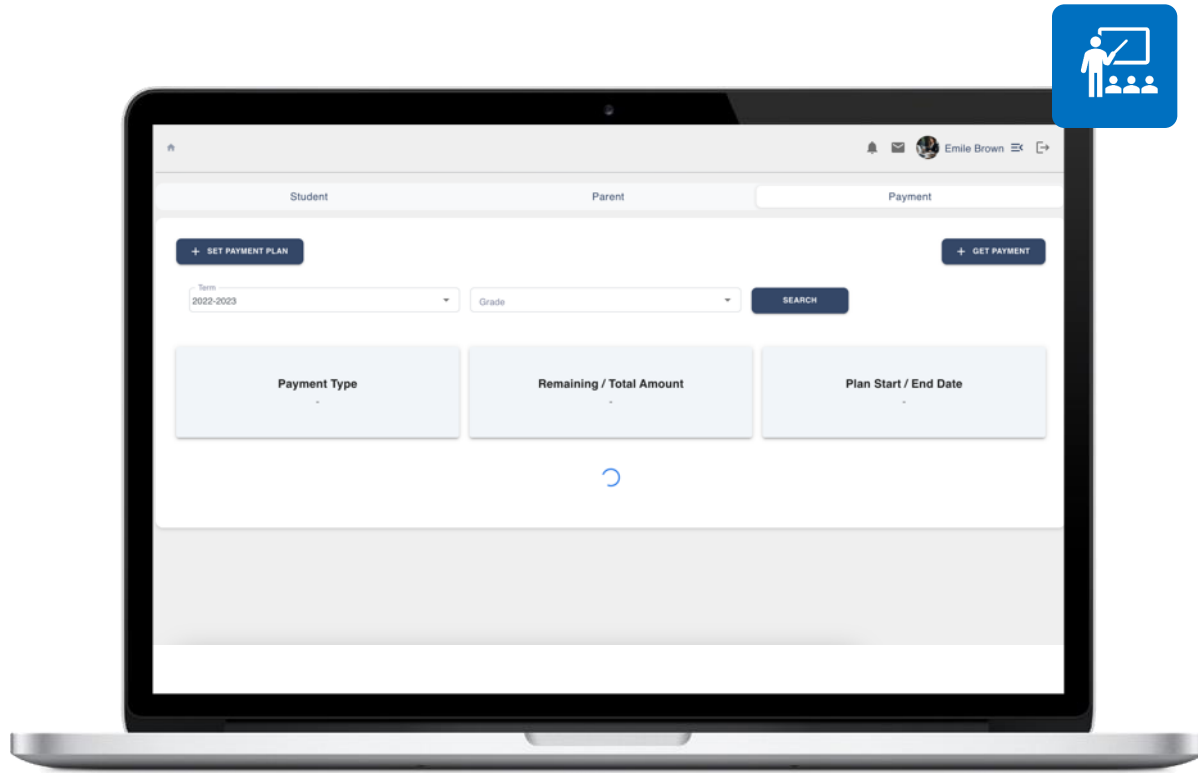 Emile Brown
Student Parent Payment
+ SET PAYMENT PLAN + GET PAYMENT
Term
2022-2023 Grade SEARCH
Payment Type Remaining / Total Amount Plan Start / End Date
- - -